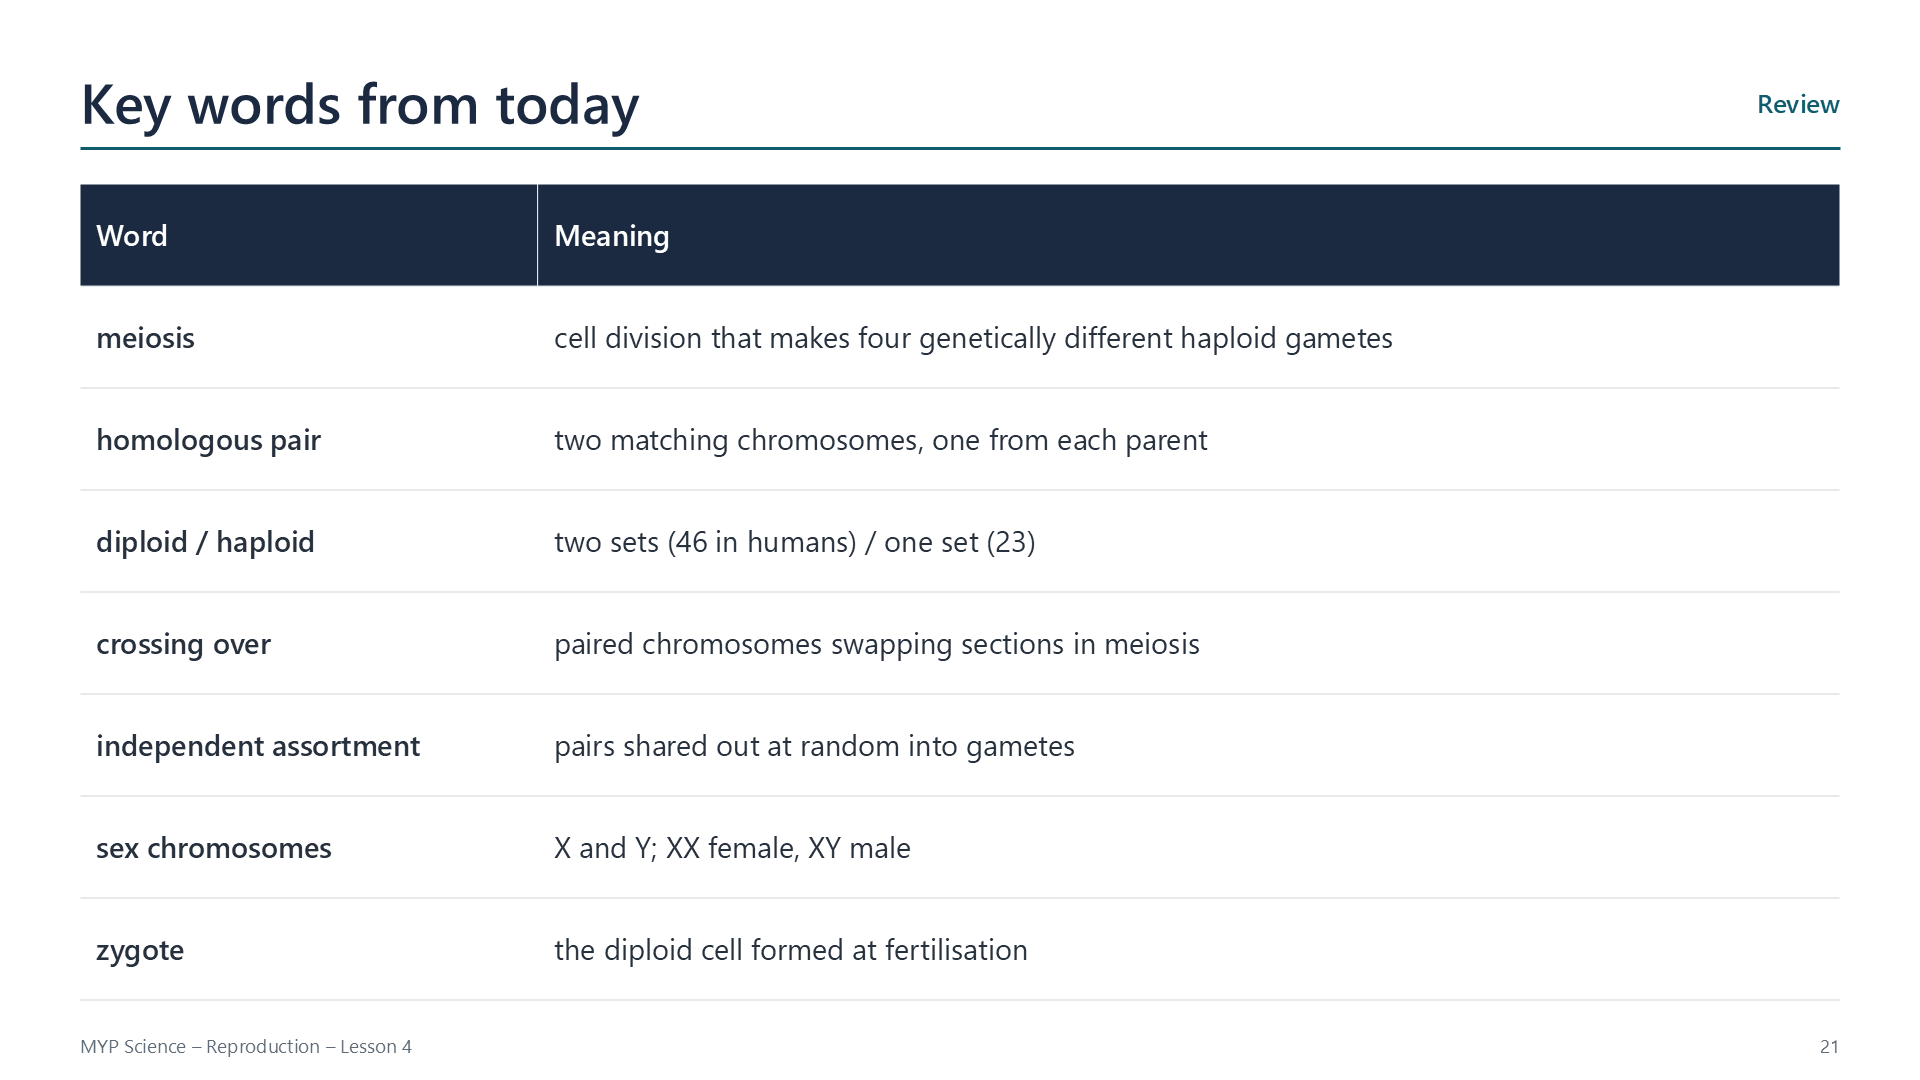 Key words from today
Review
Word
Meaning
meiosis
cell division that makes four genetically different haploid gametes
homologous pair
two matching chromosomes, one from each parent
diploid / haploid
two sets (46 in humans) / one set (23)
crossing over
paired chromosomes swapping sections in meiosis
independent assortment
pairs shared out at random into gametes
sex chromosomes
X and Y; XX female, XY male
zygote
the diploid cell formed at fertilisation
MYP Science – Reproduction – Lesson 4
21